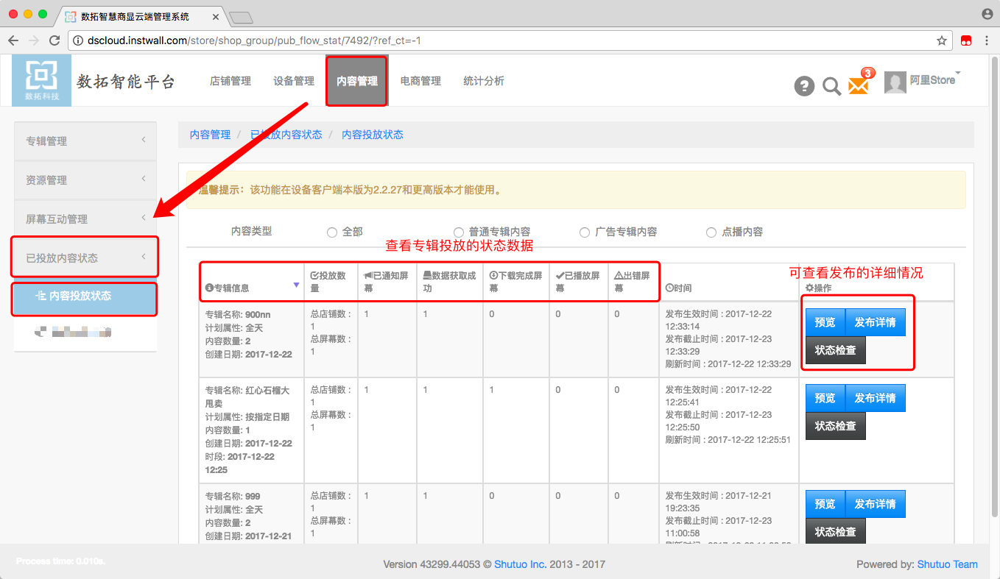 数拓智慧商显云端管理系统
dscloud.instwall.com/store/shop_group/pub_flow_stat/7492/?ref_ct=-1
数拓科技
数拓智能平台
店铺管理
设备管理
内容管理
电商管理
统计分析
3
阿里Store
专辑管理
资源管理
屏幕互动管理
已投放内容状态
内容投放状态
内容管理 / 已投放内容状态 / 内容投放状态
温馨提示：该功能在设备客户端本版为2.2.27和更高版本才能使用。
内容类型
全部
普通专辑内容
广告专辑内容
点播内容
查看专辑投放的状态数据
可查看发布的详细情况
专辑信息
投放数
量
已通知屏
幕
数据获取成
功
下载完成屏
幕
已播放屏
幕
出错屏
幕
时间
操作
专辑名称: 900nn
计划属性: 全天
内容数量: 2
创建日期: 2017-12-22
总店铺数 :
1
总屏幕数 :
1
1
1
0
0
0
发布生效时间 : 2017-12-22
12:33:14
发布截止时间 : 2017-12-23
12:33:29
刷新时间 : 2017-12-22 12:33:29
预览
发布详情
状态检查
专辑名称: 红心石榴大
甩卖
计划属性: 按指定日期
内容数量: 1
创建日期: 2017-12-22
时段: 2017-12-22
12:25
总店铺数 :
1
总屏幕数 :
1
1
1
1
0
0
发布生效时间 : 2017-12-22
12:25:41
发布截止时间 : 2017-12-23
12:25:50
刷新时间 : 2017-12-22 12:25:51
预览
发布详情
状态检查
专辑名称: 999
计划属性: 全天
内容数量: 2
创建日期: 2017-12-21
总店铺数 :
1
总屏幕数 :
1
1
1
0
0
0
发布生效时间 : 2017-12-21
19:23:35
发布截止时间 : 2017-12-23
11:00:58
预览
发布详情
状态检查
Process time: 0.010s.
Version 43299.44053 © Shutuo Inc. 2013 - 2017
Powered by: Shutuo Team